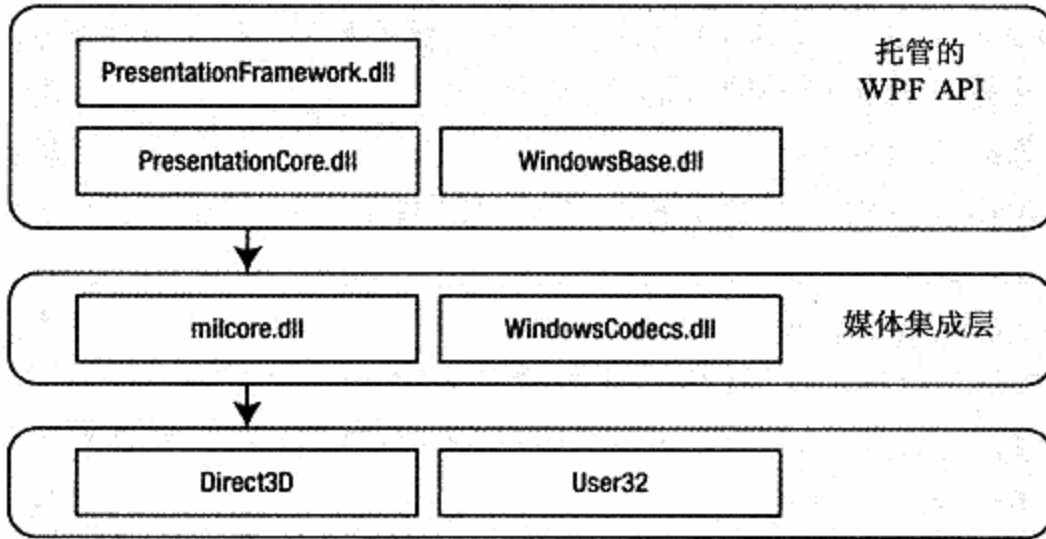 PresentationFramework.dll
托管的
WPF API
PresentationCore.dll
WindowsBase.dll
milcore.dll
WindowsCodecs.dll
媒体集成层
Direct3D
User32